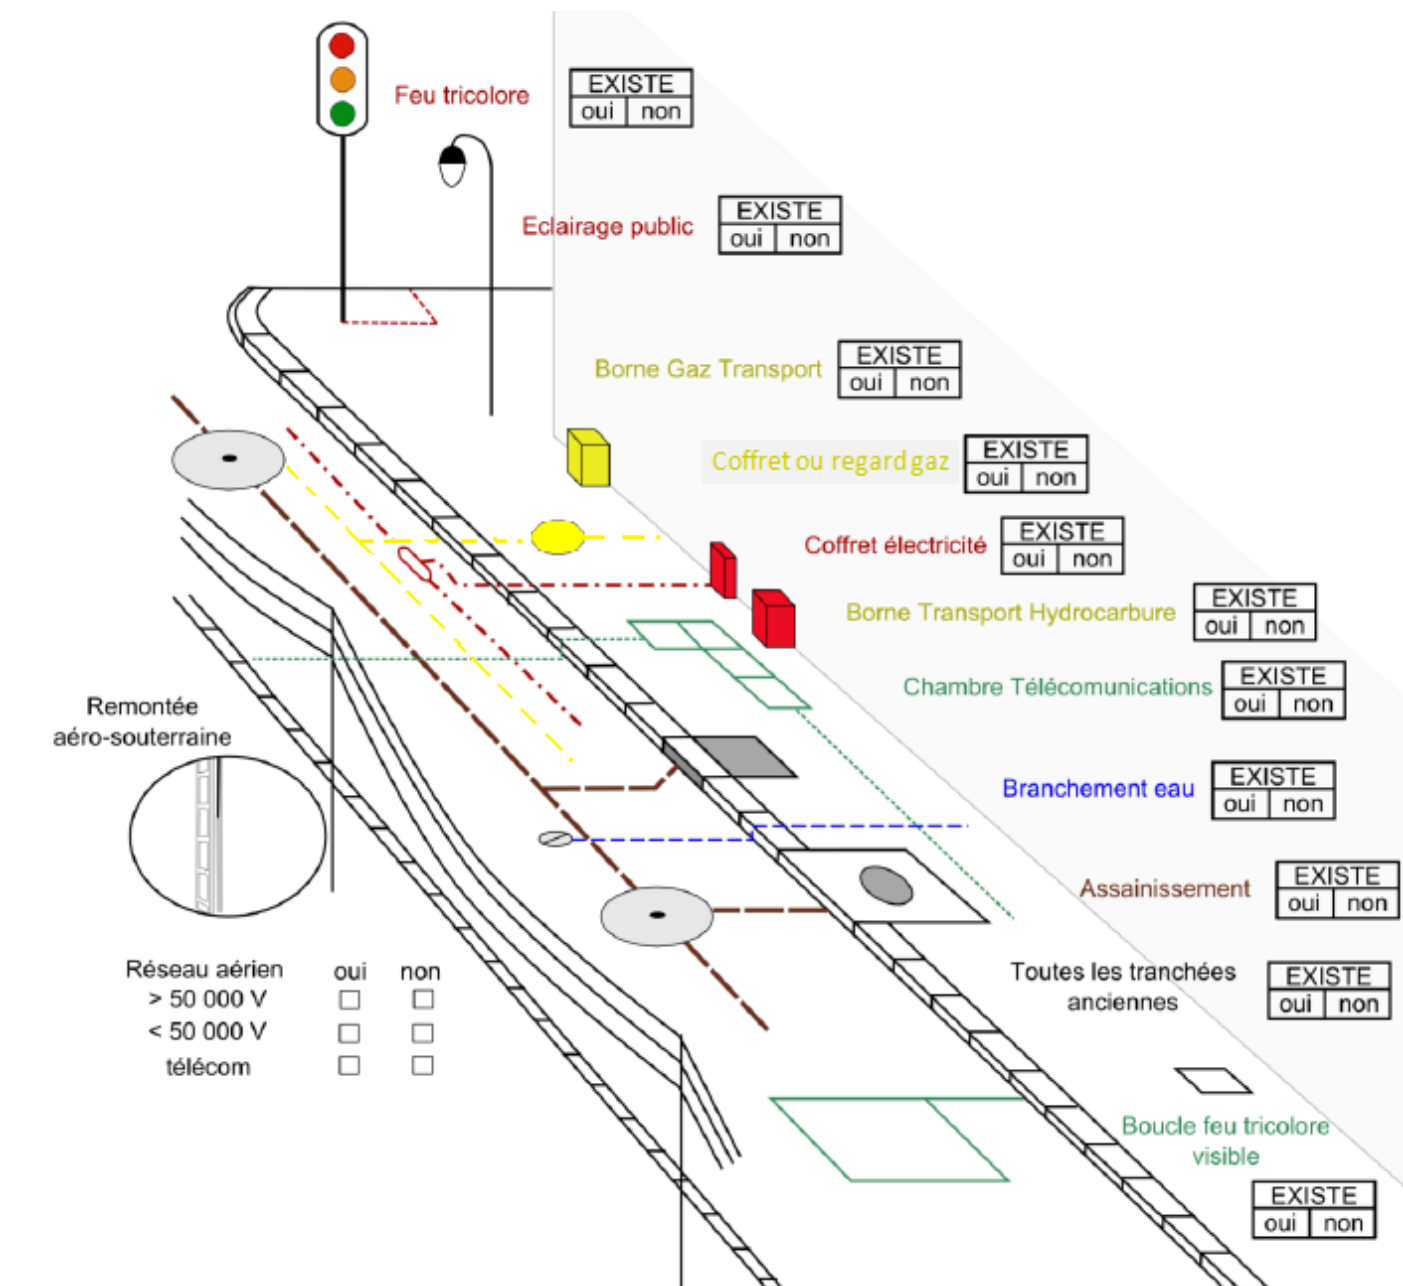 Feu tricolore
EXISTE
oui non
Eclairage public
EXISTE
oui non
Borne Gaz Transport
EXISTE
oui non
Coffret ou regard gaz
EXISTE
oui non
Coffret électricité
EXISTE
oui non
Borne Transport Hydrocarbure
EXISTE
oui non
Chambre Télécomunications
EXISTE
oui non
Branchement eau
EXISTE
oui non
Assainissement
EXISTE
oui non
Toutes les tranchées
anciennes
EXISTE
oui non
Boucle feu tricolore
visible
EXISTE
oui non
Remontée
aéro-souterraine
Réseau aérien oui non
> 50 000 V
< 50 000 V
télécom